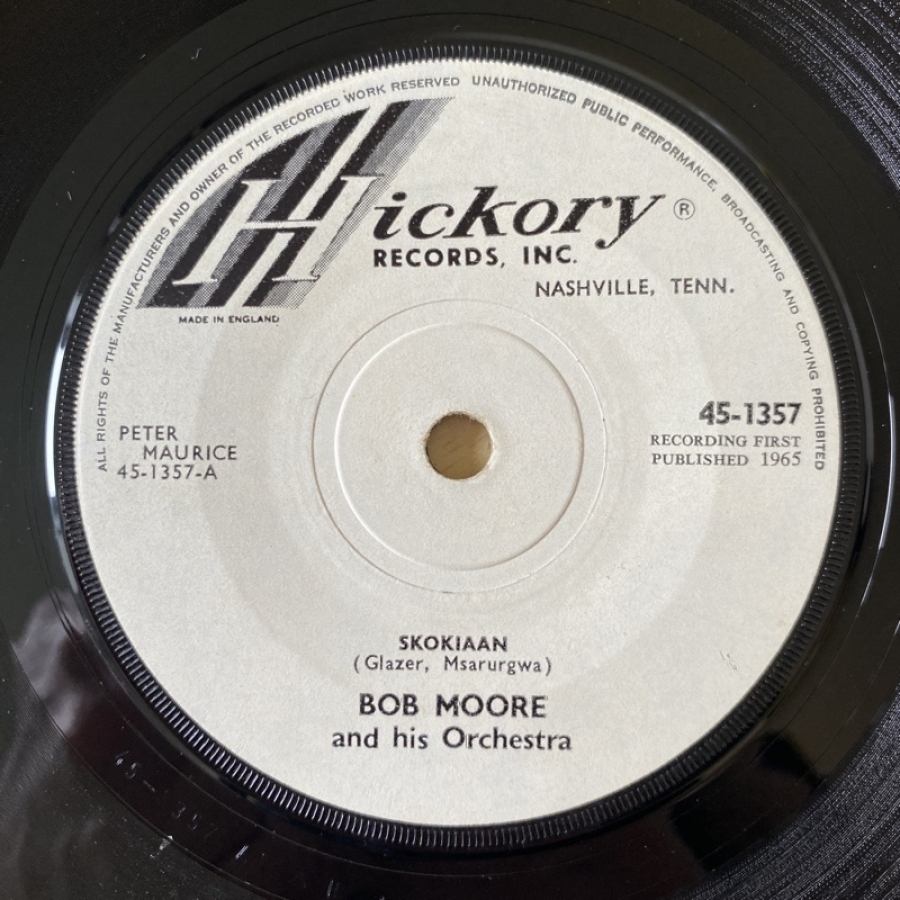 ALL RIGHTS OF THE MANUFACTURERS AND OWNER OF THE RECORDED WORK RESERVED UNAUTHORIZED PUBLIC PERFORMANCE, BROADCASTING AND COPYING PROHIBITED
Hickory ®
RECORDS, INC.
NASHVILLE, TENN.
MADE IN ENGLAND
PETER
MAURICE
45-1357-A
45-1357
RECORDING FIRST
PUBLISHED 1965
SKOKIAAN
(Glazer, Msarurgwa)
BOB MOORE
and his Orchestra